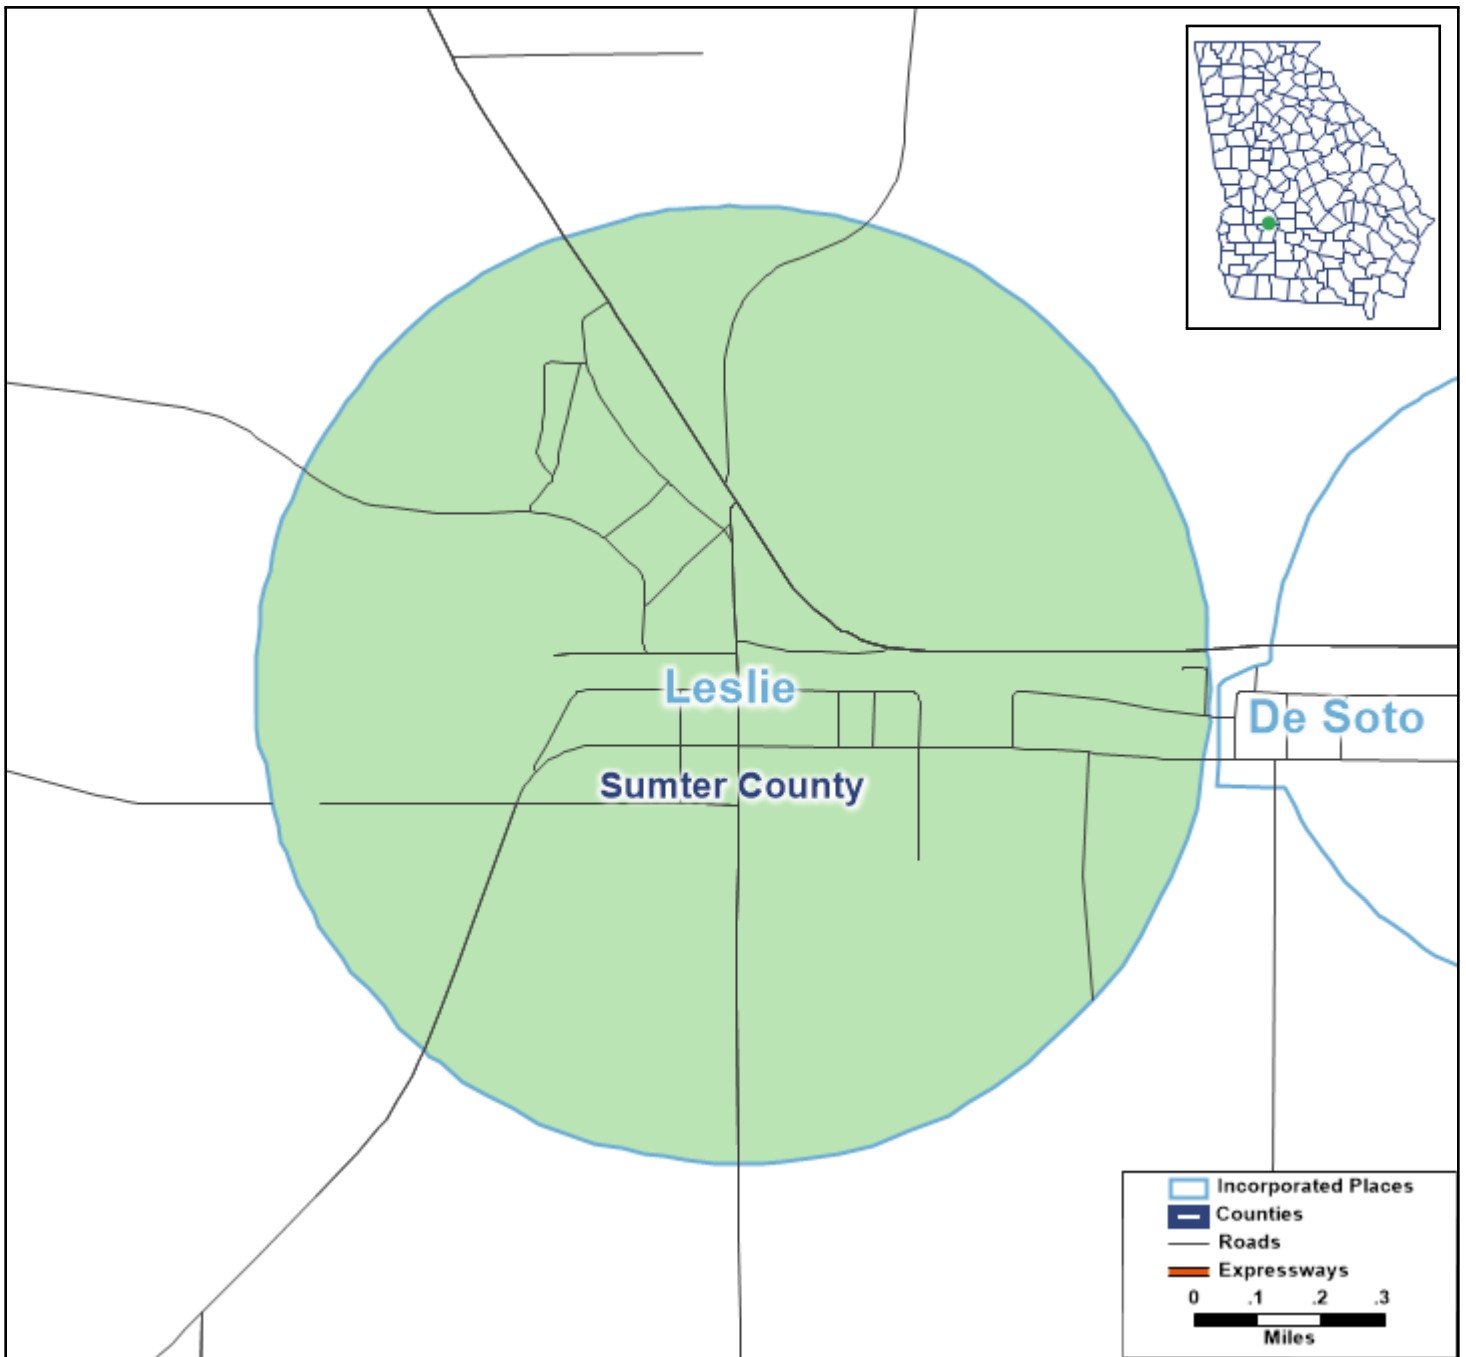 Leslie
De Soto
Sumter County
Incorporated Places
Counties
Roads
Expressways
0 .1 .2 .3
Miles